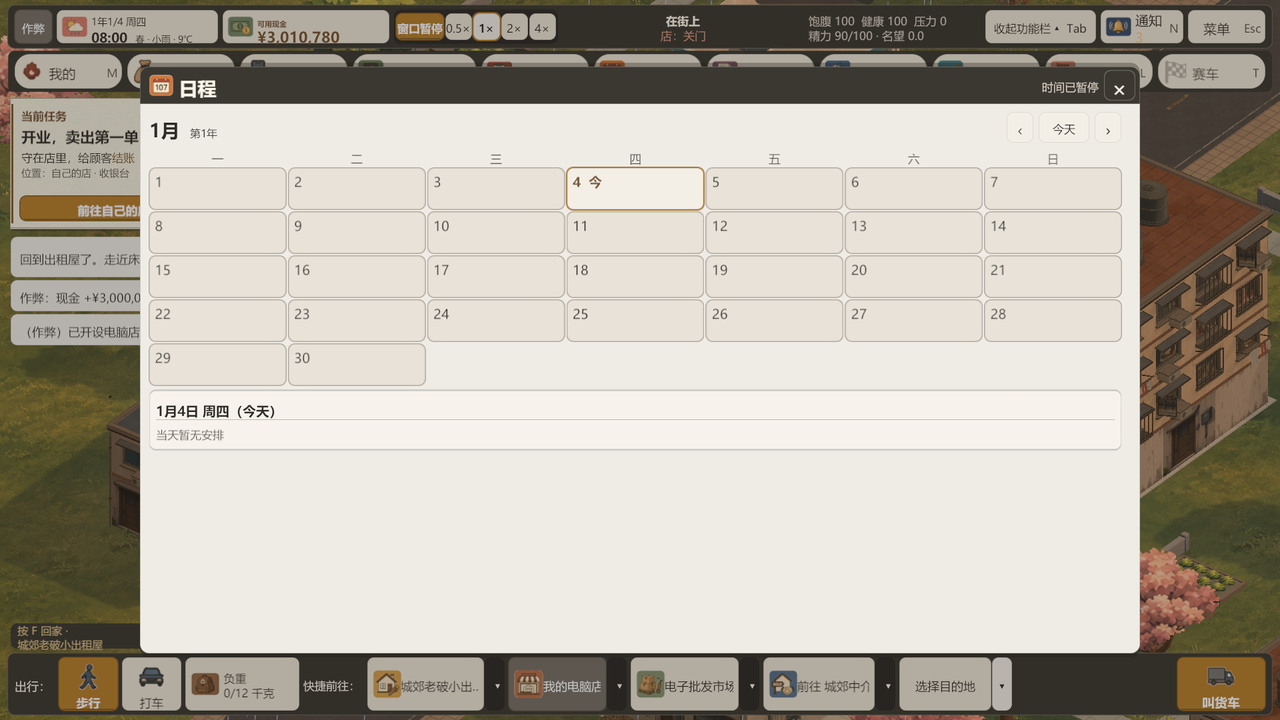 作弊
1年1/4 周四
08:00 春·小雨·9℃
可用现金
¥3,010,780
窗口暂停 0.5× 1× 2× 4×
在街上
店：关门
饱腹 100 健康 100 压力 0
精力 90/100·名望 0.0
收起功能栏 Tab
通知 N
3
菜单 Esc
我的 M
L
赛车 T
日程
时间已暂停
当前任务
开业，卖出第一单
守在店里，给顾客结账
位置：自己的店·收银台
前往自己的
回到出租屋了。走近床
作弊：现金 +¥3,000,0
（作弊）已开设电脑店
1月 第1年
‹ 今天 ›
一 二 三 四 五 六 日
1 2 3 4 今 5 6 7
8 9 10 11 12 13 14
15 16 17 18 19 20 21
22 23 24 25 26 27 28
29 30
1月4日 周四（今天）
当天暂无安排
按 F 回家·
城郊老破小出租屋
出行：
步行
打车
负重
0/12 千克
快捷前往：
城郊老破小出..
我的电脑店
电子批发市场
前往 城郊中介
选择目的地
叫货车